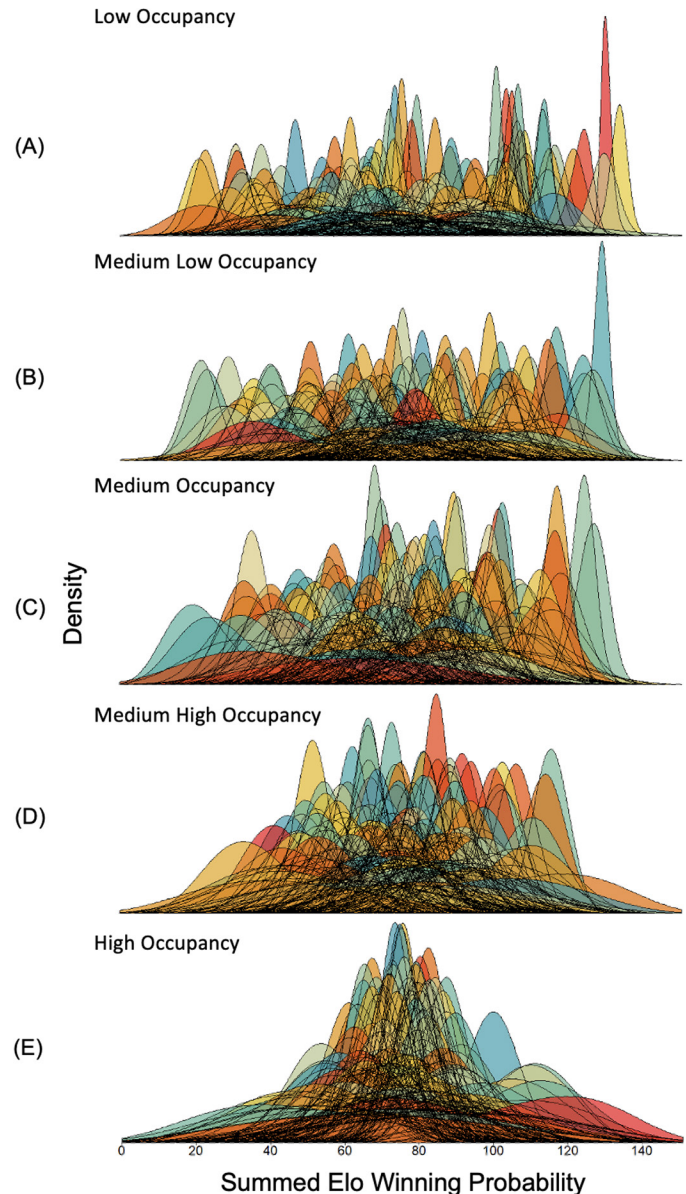 Low Occupancy
(A)
Medium Low Occupancy
(B)
Medium Occupancy
(C)
Density
Medium High Occupancy
(D)
High Occupancy
(E)
0 20 40 60 80 100 120 140
Summed Elo Winning Probability